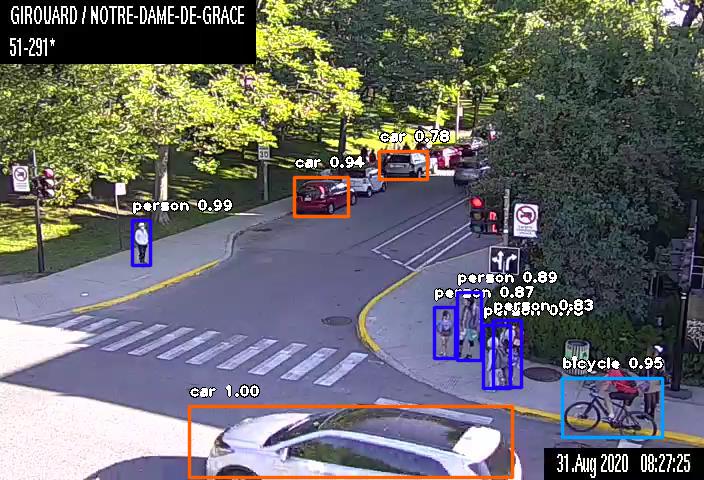 GIROUARD / NOTRE-DAME-DE-GRACE
51-291*
car 0.78
car 0.94
30
person 0.99
person 0.89
person 0.87
person 0.83
bicycle 0.95
car 1.00
31.Aug 2020 08:27:25